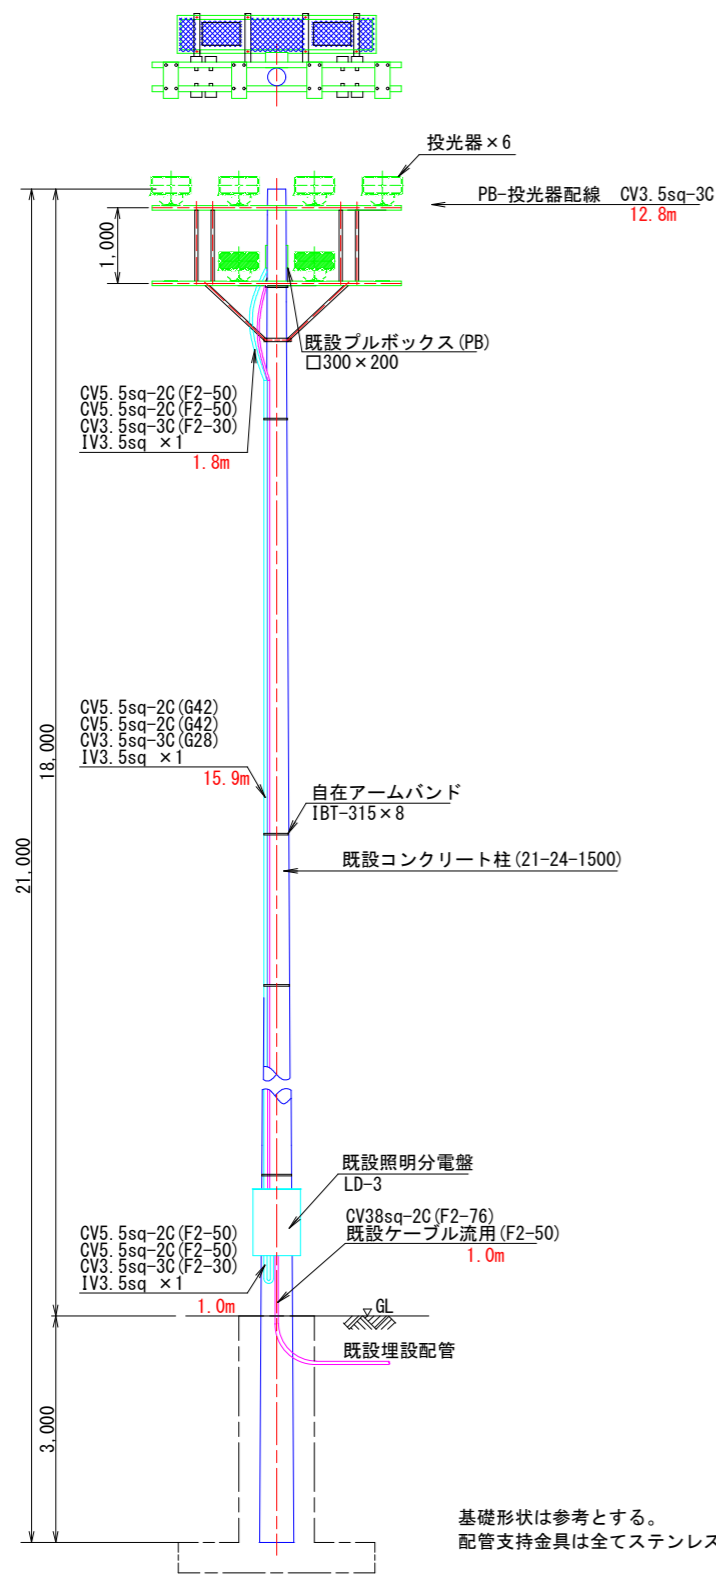 投光器×6
PB-投光器配線 CV3.5sq-3C
12.8m
1,000
既設プルボックス(PB)
□300×200
CV5.5sq-2C(F2-50)
CV5.5sq-2C(F2-50)
CV3.5sq-3C(F2-30)
IV3.5sq ×1
1.8m
CV5.5sq-2C(G42)
CV5.5sq-2C(G42)
CV3.5sq-3C(G28)
IV3.5sq ×1
15.9m
18,000
21,000
自在アームバンド
IBT-315×8
既設コンクリート柱(21-24-1500)
既設照明分電盤
LD-3
CV38sq-2C(F2-76)
既設ケーブル流用(F2-50)
1.0m
CV5.5sq-2C(F2-50)
CV5.5sq-2C(F2-50)
CV3.5sq-3C(F2-30)
IV3.5sq ×1
1.0m
GL
既設埋設配管
3,000
基礎形状は参考とする。
配管支持金具は全てステンレス